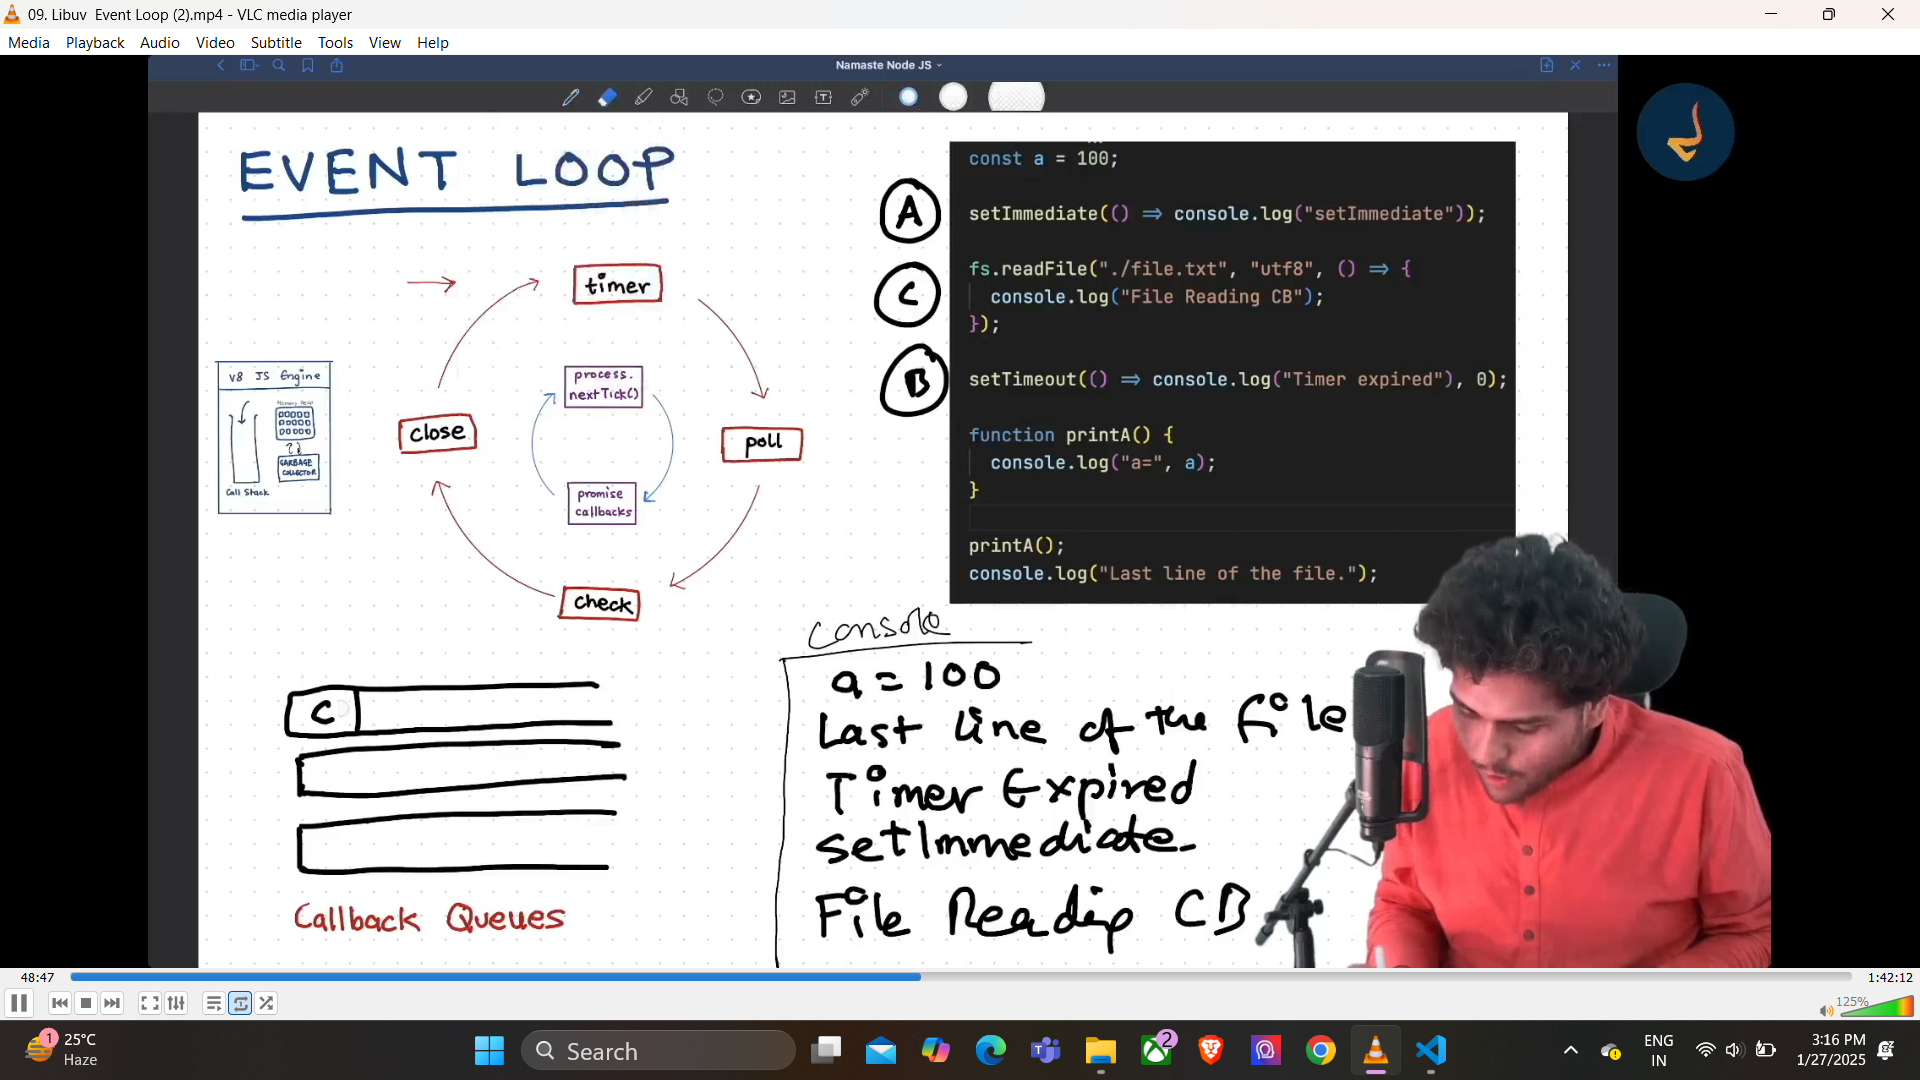 09. Libuv  Event Loop (2).mp4 - VLC media player
Media Playback Audio Video Subtitle Tools View Help
Namaste Node JS
EVENT LOOP
timer
process.
nextTick()
v8 JS Engine
Memory Heap
GARBAGE
COLLECTOR
Call Stack
close
poll
promise
callbacks
check
A
C
B
const a = 100;
setImmediate(() => console.log("setImmediate"));
fs.readFile("./file.txt", "utf8", () => {
console.log("File Reading CB");
});
setTimeout(() => console.log("Timer expired"), 0);
function printA() {
console.log("a=", a);
}
printA();
console.log("Last line of the file.");
C
Callback Queues
Console
a = 100
Last line of the file
Timer Expired
setImmediate
File Reading CB
48:47
1:42:12
125%
1
25°C
Haze
Search
2
ENG
IN
3:16 PM
1/27/2025